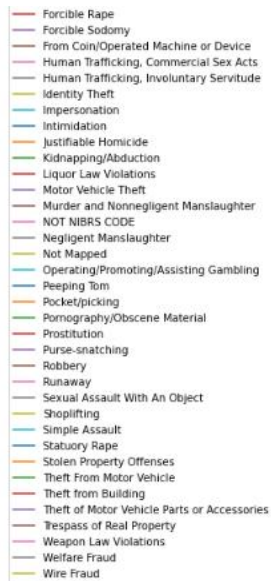 Forcible Rape
Forcible Sodomy
From Coin/Operated Machine or Device
Human Trafficking, Commercial Sex Acts
Human Trafficking, Involuntary Servitude
Identity Theft
Impersonation
Intimidation
Justifiable Homicide
Kidnapping/Abduction
Liquor Law Violations
Motor Vehicle Theft
Murder and Nonnegligent Manslaughter
NOT NIBRS CODE
Negligent Manslaughter
Not Mapped
Operating/Promoting/Assisting Gambling
Peeping Tom
Pocket/picking
Pornography/Obscene Material
Prostitution
Purse-snatching
Robbery
Runaway
Sexual Assault With An Object
Shoplifting
Simple Assault
Statuory Rape
Stolen Property Offenses
Theft From Motor Vehicle
Theft from Building
Theft of Motor Vehicle Parts or Accessories
Trespass of Real Property
Weapon Law Violations
Welfare Fraud
Wire Fraud